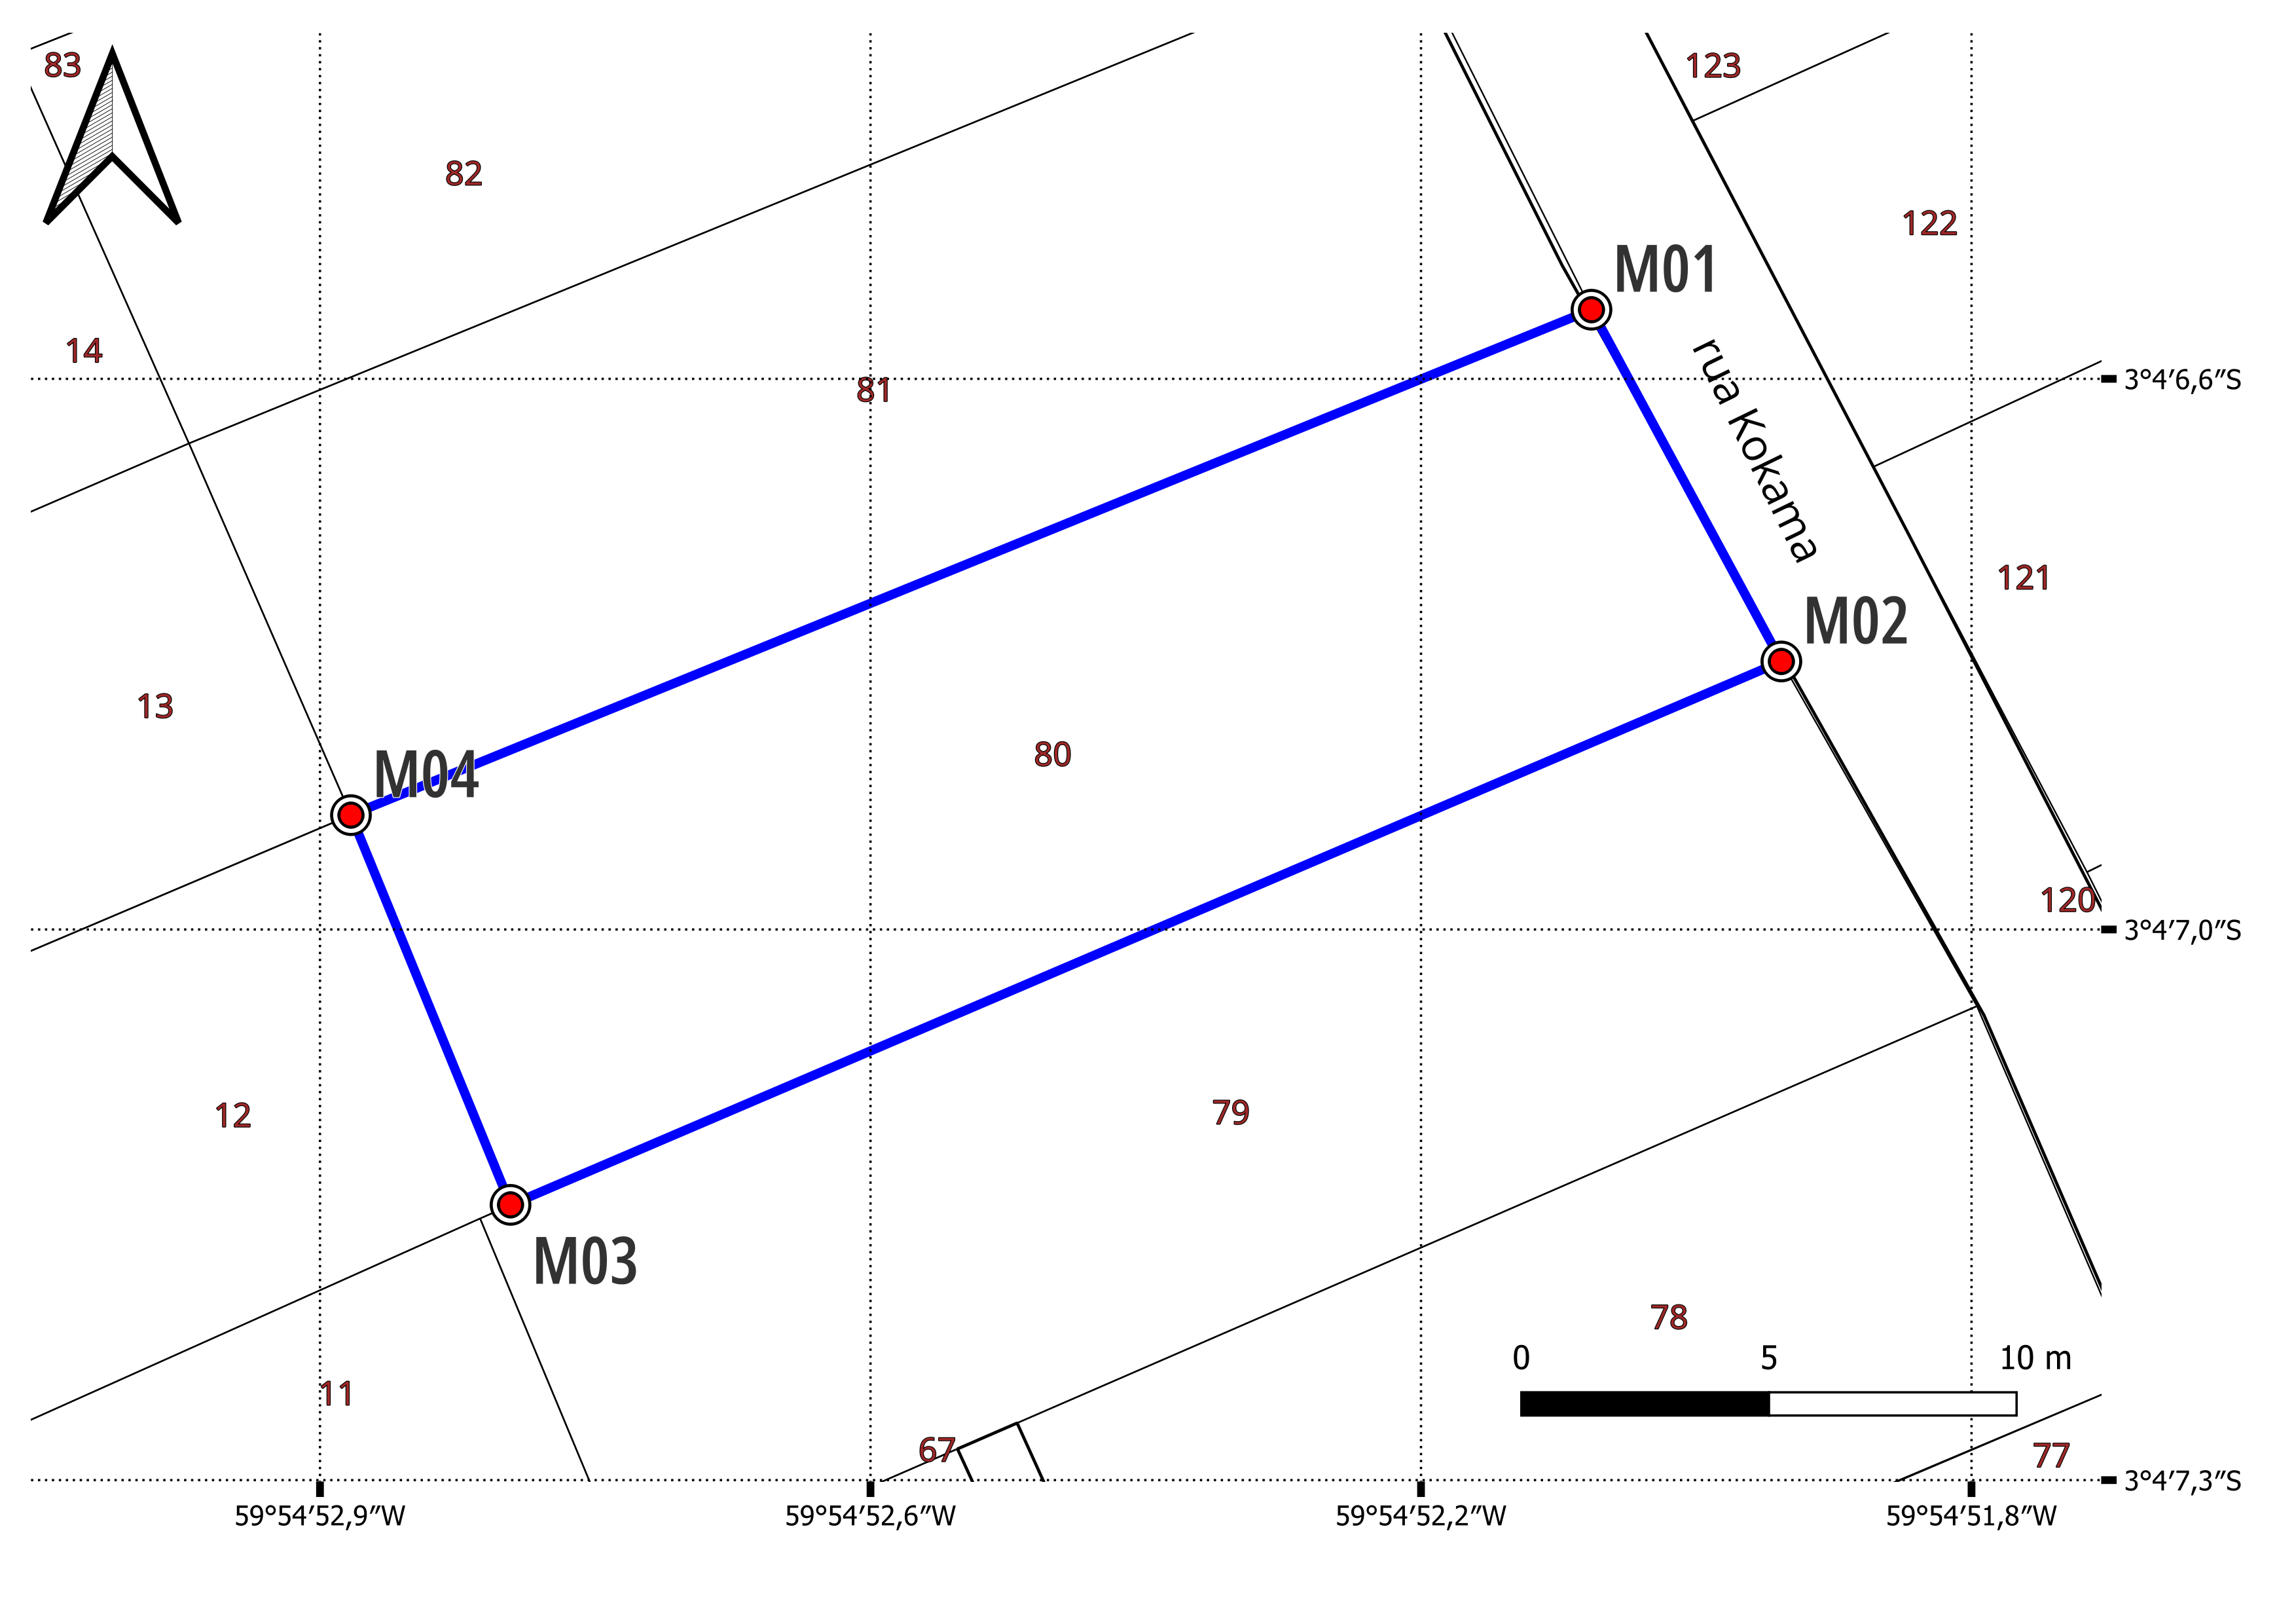 83
123
82
122
M01
14
3°4′6,6″S
81
rua Kokama
121
M02
13
80
M04
120
3°4′7,0″S
12
79
M03
78
0 5 10 m
11
67
77
3°4′7,3″S
59°54′52,9″W 59°54′52,6″W 59°54′52,2″W 59°54′51,8″W